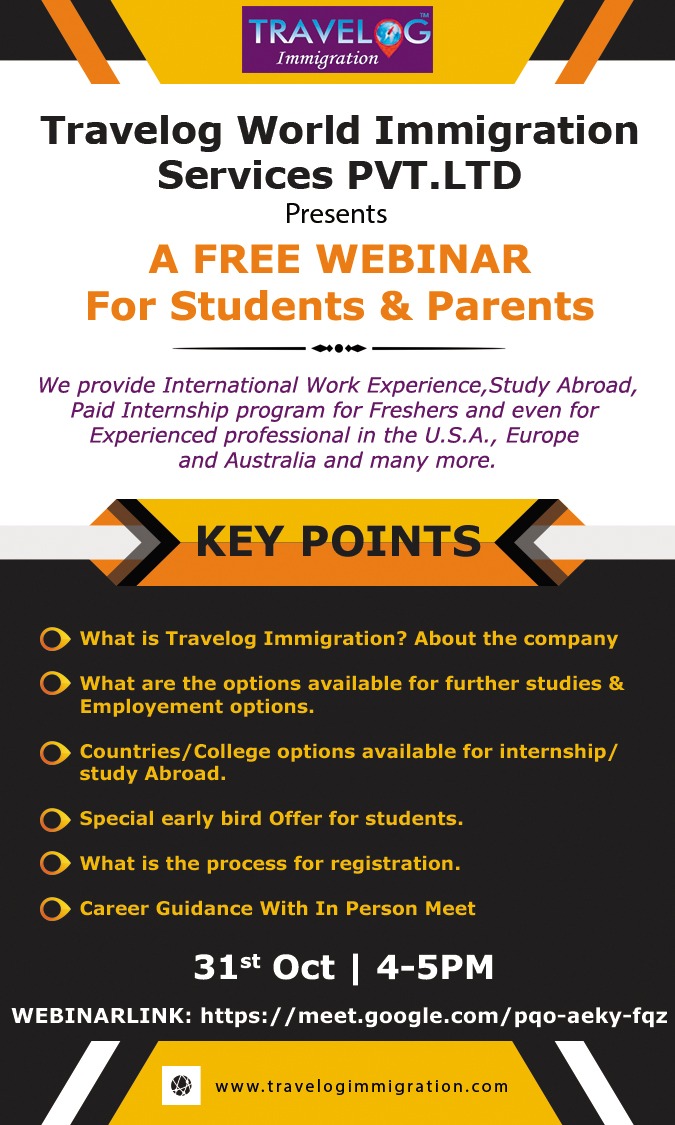 TRAVELOG™
Immigration
Travelog World Immigration
Services PVT.LTD
Presents
A FREE WEBINAR
For Students & Parents
We provide International Work Experience,Study Abroad,
Paid Internship program for Freshers and even for
Experienced professional in the U.S.A., Europe
and Australia and many more.
KEY POINTS
What is Travelog Immigration? About the company
What are the options available for further studies &
Employement options.
Countries/College options available for internship/
study Abroad.
Special early bird Offer for students.
What is the process for registration.
Career Guidance With In Person Meet
31st Oct | 4-5PM
WEBINARLINK: https://meet.google.com/pqo-aeky-fqz
www.travelogimmigration.com